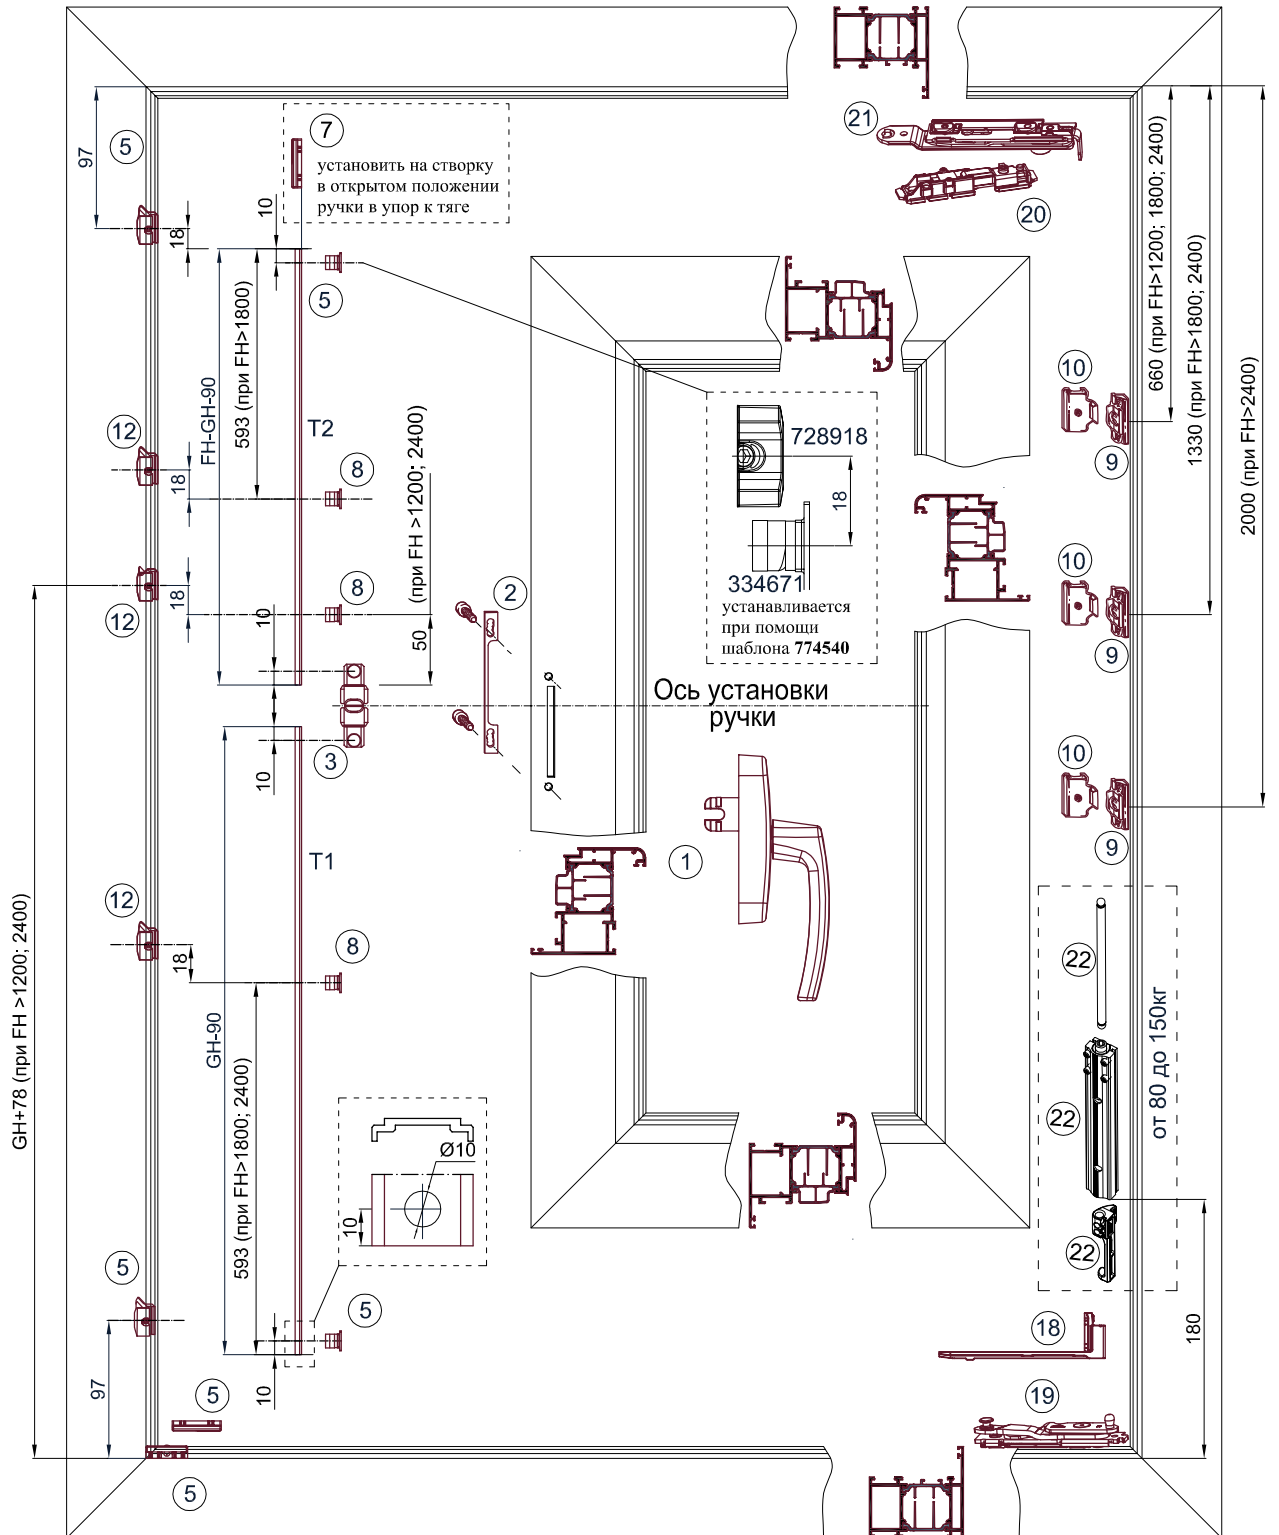 21
7
установить на створку
в открытом положении
ручки в упор к тяге
5
97
10
18
20
5
593 (при FH>1800)
FH-GH-90
660 (при FH>1200; 1800; 2400)
1330 (при FH>1800; 2400)
2000 (при FH>2400)
10
9
T2
12
18
8
(при FH >1200; 2400)
50
728918
18
334671
устанавливается
при помощи
шаблона 774540
8
12
18
10
2
10
9
Ось установки
ручки
3
10
10
9
T1
1
12
18
8
GH-90
GH+78 (при FH >1200; 2400)
593 (при FH>1800; 2400)
22
22
22
от 80 до 150кг
Ø10
10
5
5
10
97
18
180
5
19
5